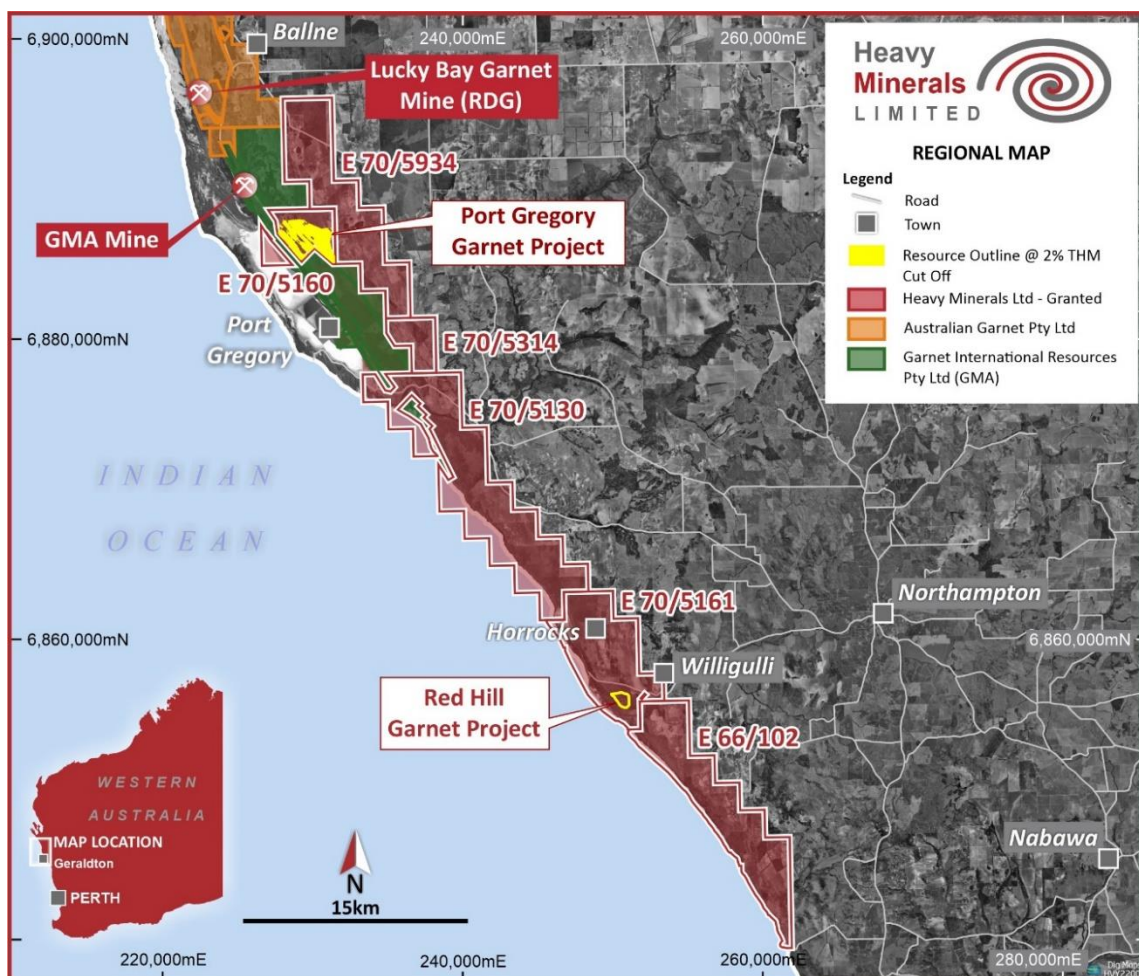 6,900,000mN
Ballne
240,000mE
260,000mE
Lucky Bay Garnet
Mine (RDG)
Heavy
Minerals
LIMITED
REGIONAL MAP
Legend
Road
Town
Resource Outline @ 2% THM
Cut Off
Heavy Minerals Ltd - Granted
Australian Garnet Pty Ltd
Garnet International Resources
Pty Ltd (GMA)
E 70/5934
GMA Mine
Port Gregory
Garnet Project
E 70/5160
Port
Gregory
6,880,000mN
E 70/5314
E 70/5130
INDIAN
OCEAN
E 70/5161
Northampton
Horrocks
6,860,000mN
6,860,000mN
Willigulli
Red Hill
Garnet Project
E 66/102
WESTERN
AUSTRALIA
MAP LOCATION
Geraldton
PERTH
N
15km
Nabawa
220,000mE
240,000mE
260,000mE
280,000mE